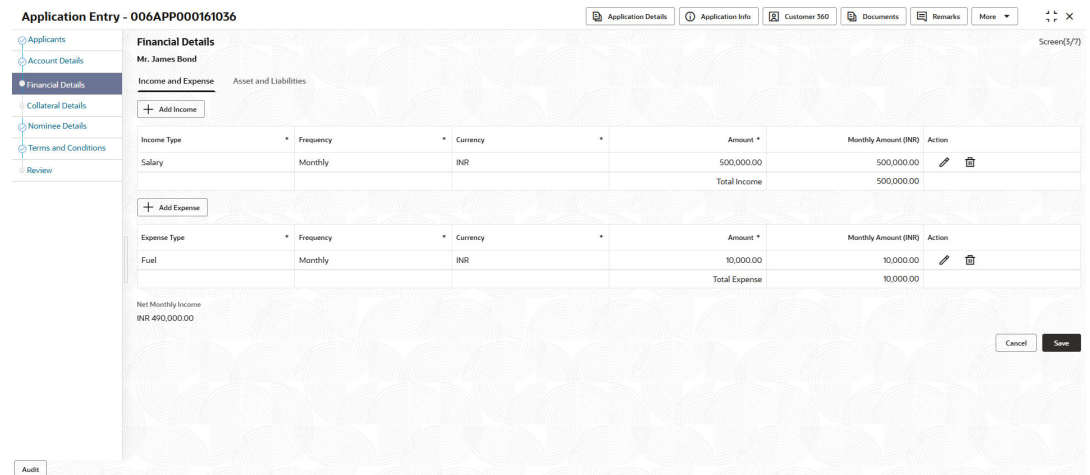 Application Entry - 006APP000161036
Application Details
Application Info
Customer 360
Documents
Remarks
More
Applicants
Account Details
Financial Details
Collateral Details
Nominee Details
Terms and Conditions
Review
Financial Details
Screen(3/7)
Mr. James Bond
Income and Expense Asset and Liabilities
+ Add Income
Income Type * Frequency * Currency * Amount * Monthly Amount (INR) Action
Salary Monthly INR 500,000.00 500,000.00
Total Income 500,000.00
+ Add Expense
Expense Type * Frequency * Currency * Amount * Monthly Amount (INR) Action
Fuel Monthly INR 10,000.00 10,000.00
Total Expense 10,000.00
Net Monthly Income
INR 490,000.00
Cancel Save
Audit